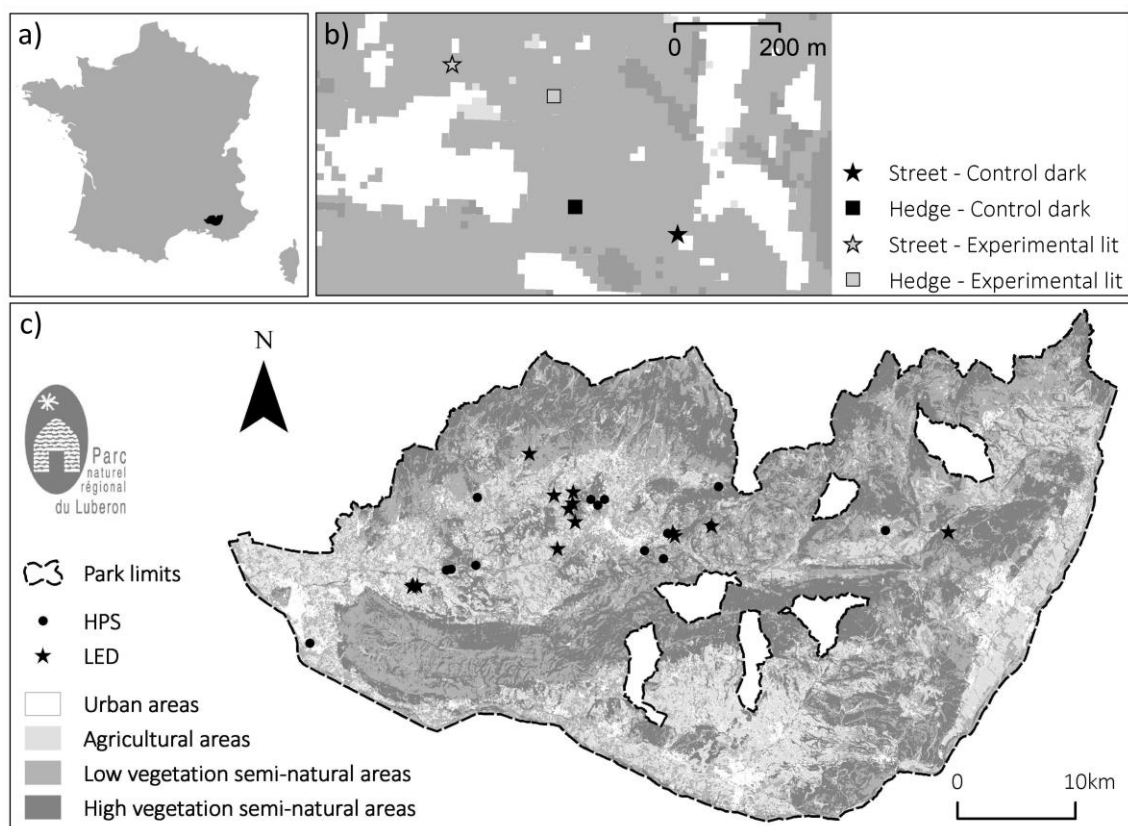 a)
b)
0 200 m
Street - Control dark
Hedge - Control dark
Street - Experimental lit
Hedge - Experimental lit
c)
N
Parc
naturel
régional
du Luberon
Park limits
HPS
LED
Urban areas
Agricultural areas
Low vegetation semi-natural areas
High vegetation semi-natural areas
0 10km